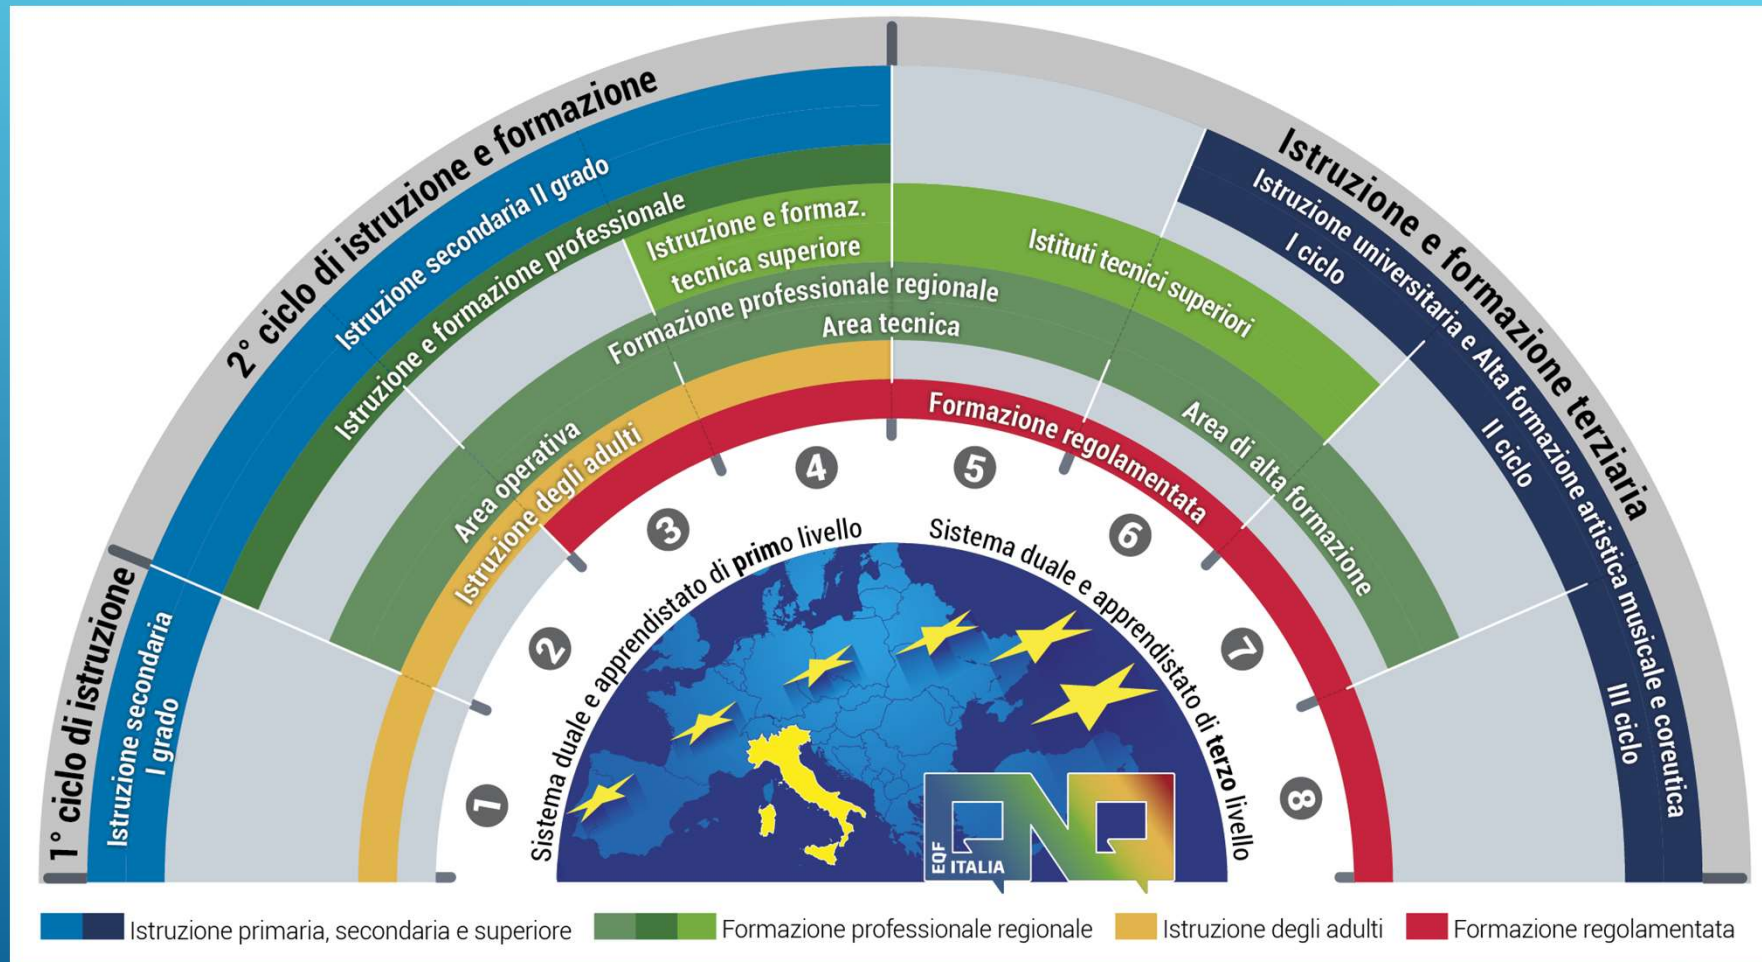 1° ciclo di istruzione
2° ciclo di istruzione e formazione
Istruzione e formazione terziaria
Istruzione secondaria
I grado
Istruzione secondaria II grado
Istruzione e formazione professionale
Istruzione e formaz.
tecnica superiore
Istituti tecnici superiori
Istruzione universitaria e Alta formazione artistica musicale e coreutica
I ciclo
II ciclo
III ciclo
Formazione professionale regionale
Area operativa
Area tecnica
Area di alta formazione
Istruzione degli adulti
Formazione regolamentata
1
2
3
4
5
6
7
8
Sistema duale e apprendistato di primo livello
Sistema duale e apprendistato di terzo livello
EQF
ITALIA
QNQ
Istruzione primaria, secondaria e superiore
Formazione professionale regionale
Istruzione degli adulti
Formazione regolamentata